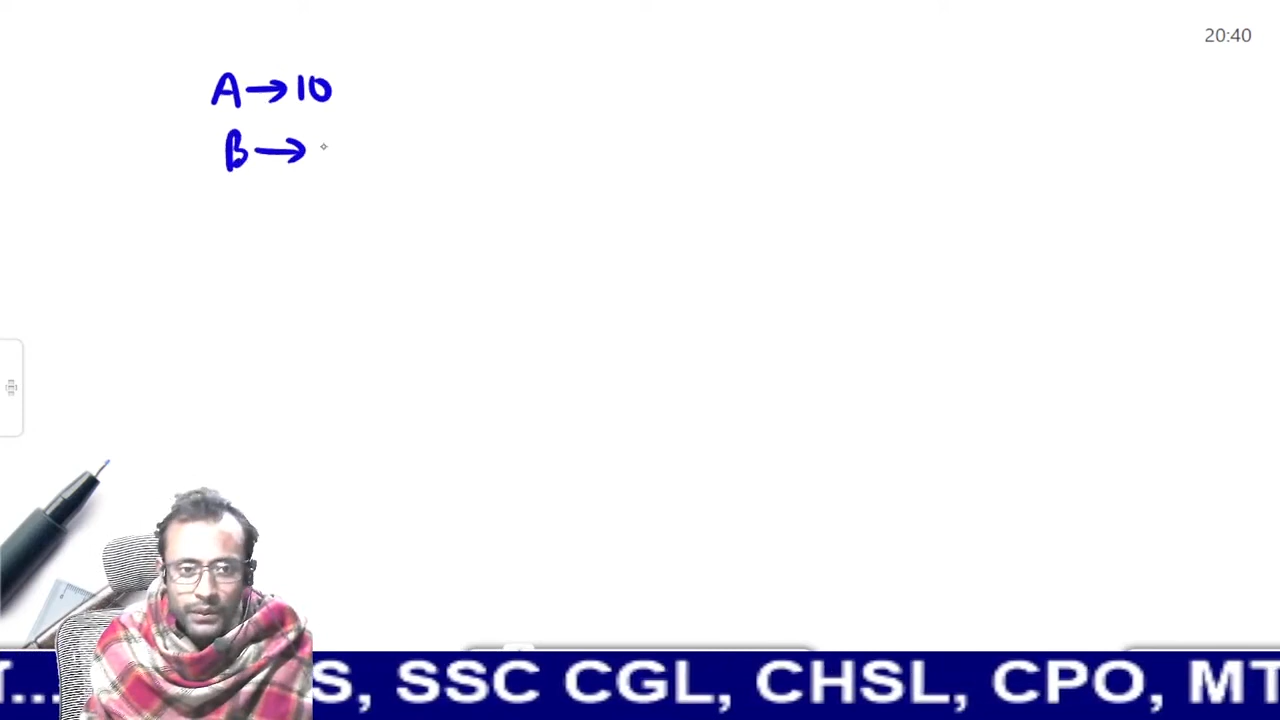 20:40
A→10
B→
T... S, SSC CGL, CHSL, CPO, MT